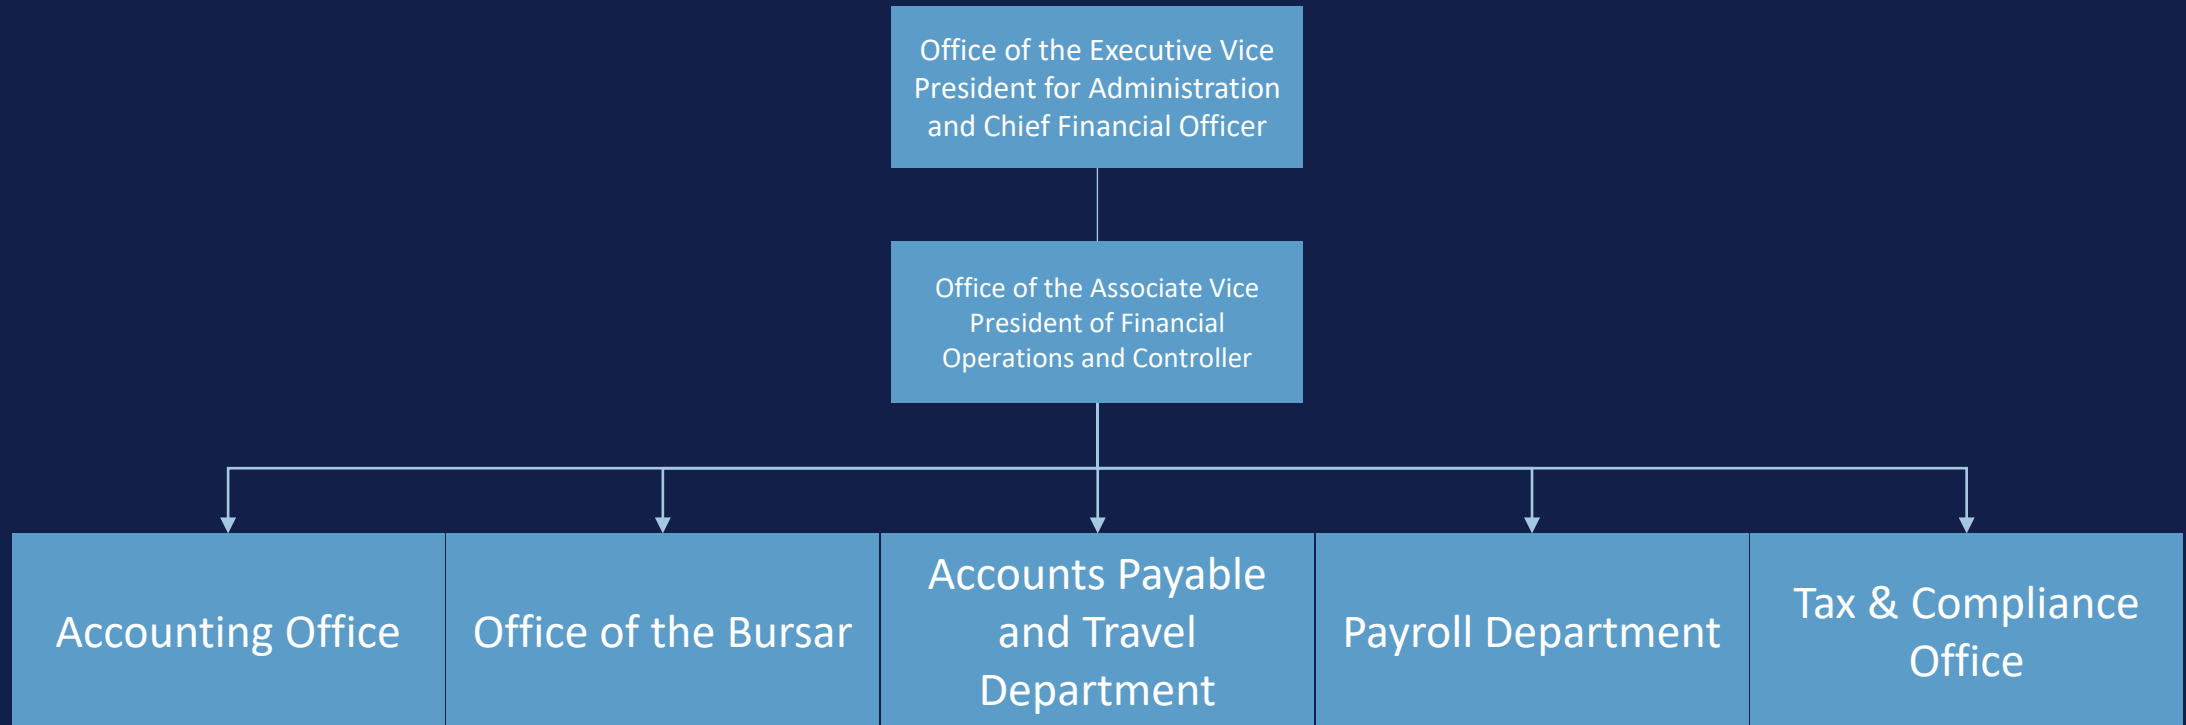 Office of the Executive Vice
President for Administration
and Chief Financial Officer
Office of the Associate Vice
President of Financial
Operations and Controller
Accounting Office
Office of the Bursar
Accounts Payable
and Travel
Department
Payroll Department
Tax & Compliance
Office